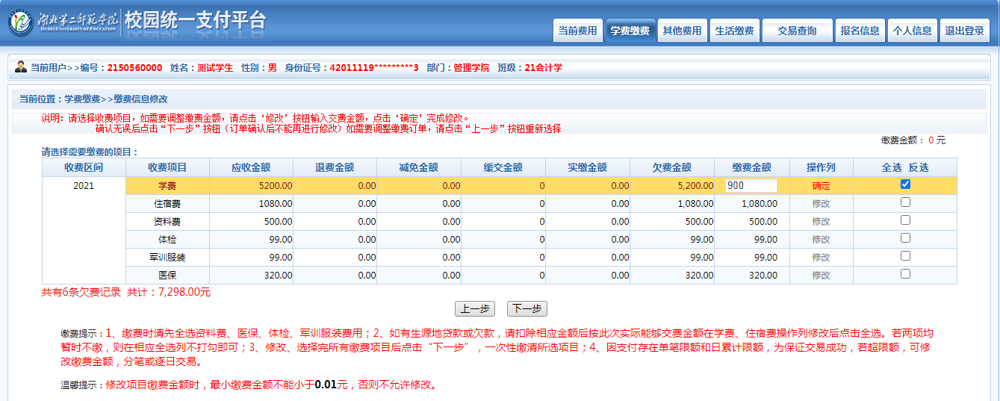 湖北第二师范学院 校园统一支付平台
HUBEI UNIVERSITY OF EDUCATION
当前费用 学费缴费 其他费用 生活缴费 交易查询 报名信息 个人信息 退出登录
当前用户>>编号：2150560000 姓名：测试学生 性别：男 身份证号：42011119*********3 部门：管理学院 班级：21会计学
当前位置：学费缴费>>缴费信息修改
说明：请选择收费项目，如需要调整缴费金额，请点击‘修改’按钮输入交费金额，点击‘确定’完成修改。
确认无误后点击“下一步”按钮（订单确认后不能再进行修改）如需要调整缴费订单，请点击“上一步”按钮重新选择
缴费金额： 0 元
请选择需要缴费的项目：
收费区间 收费项目 应收金额 退费金额 减免金额 缓交金额 实缴金额 欠费金额 缴费金额 操作列 全选 反选
2021 学费 5200.00 0.00 0.00 0 0.00 5,200.00 900 确定
住宿费 1080.00 0.00 0.00 0 0.00 1,080.00 1,080.00 修改
资料费 500.00 0.00 0.00 0 0.00 500.00 500.00 修改
体检 99.00 0.00 0.00 0 0.00 99.00 99.00 修改
军训服装 99.00 0.00 0.00 0 0.00 99.00 99.00 修改
医保 320.00 0.00 0.00 0 0.00 320.00 320.00 修改
共有6条欠费记录 共计：7,298.00元
上一步 下一步
缴费提示：1、缴费时请先全选资料费、医保、体检、军训服装费用；2、如有生源地贷款或欠款，请扣除相应金额后按此次实际能够交费金额在学费、住宿费操作列修改后点击全选。若两项均
暂时不缴，则在相应全选列不打勾即可；3、修改、选择完所有缴费项目后点击“下一步”，一次性缴清所选项目；4、因支付存在单笔限额和日累计限额，为保证交易成功，若超限额，可修
改缴费金额，分笔或逐日交易。
温馨提示：修改项目缴费金额时，最小缴费金额不能小于0.01元，否则不允许修改。